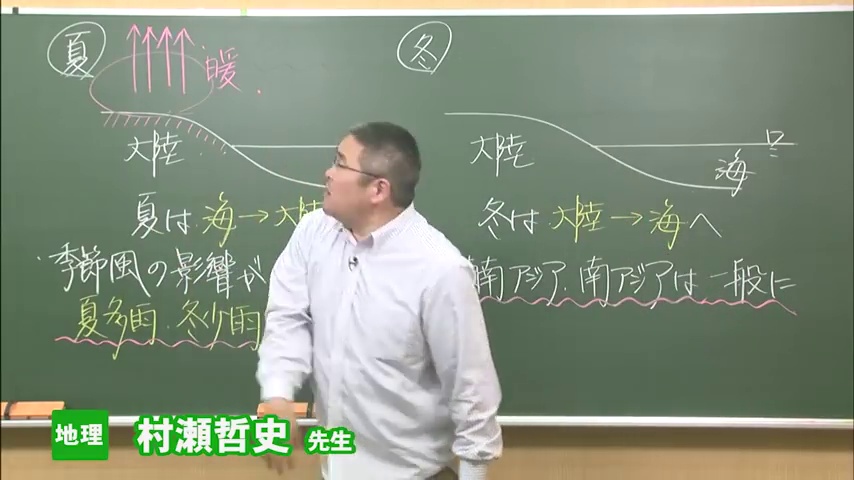 夏
冬
暖
大陸
大陸
海
夏は 海→大陸
冬は 大陸→海へ
・季節風の影響が
南アジア.南アジアは一般に
夏多雨.冬少雨
地理 村瀬哲史 先生